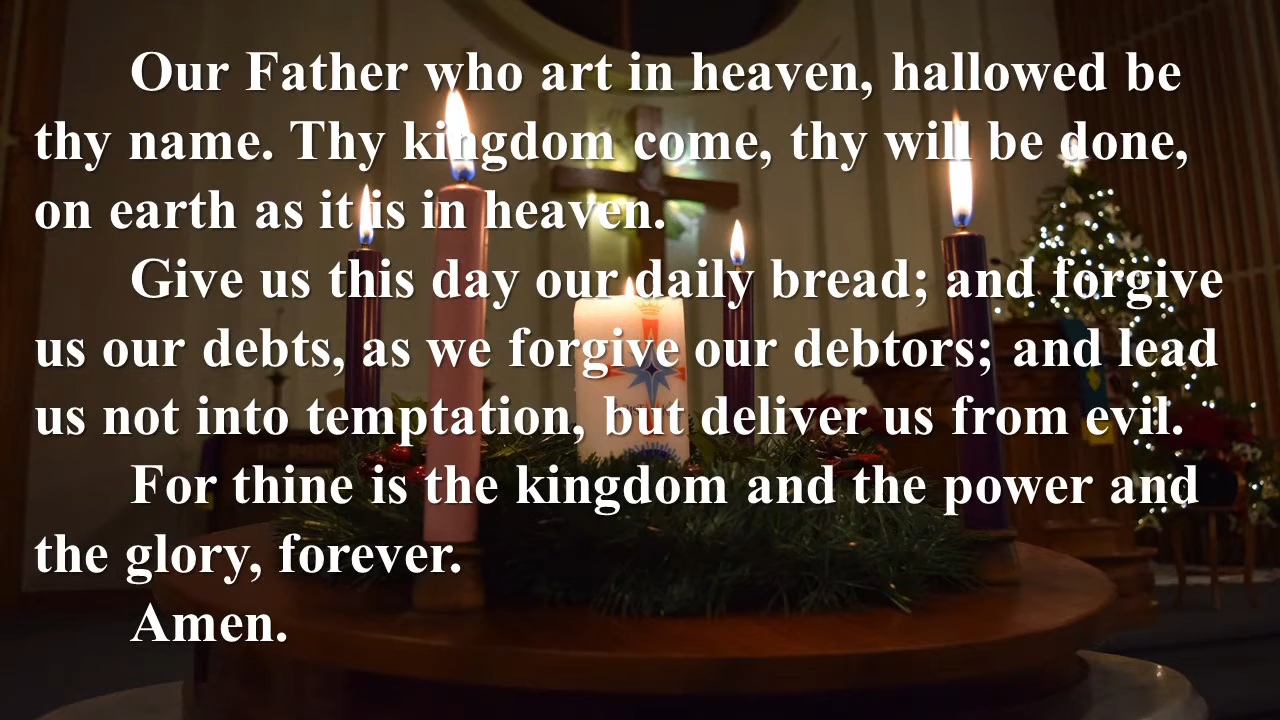 Our Father who art in heaven, hallowed be
thy name. Thy kingdom come, thy will be done,
on earth as it is in heaven.
Give us this day our daily bread; and forgive
us our debts, as we forgive our debtors; and lead
us not into temptation, but deliver us from evil.
For thine is the kingdom and the power and
the glory, forever.
Amen.